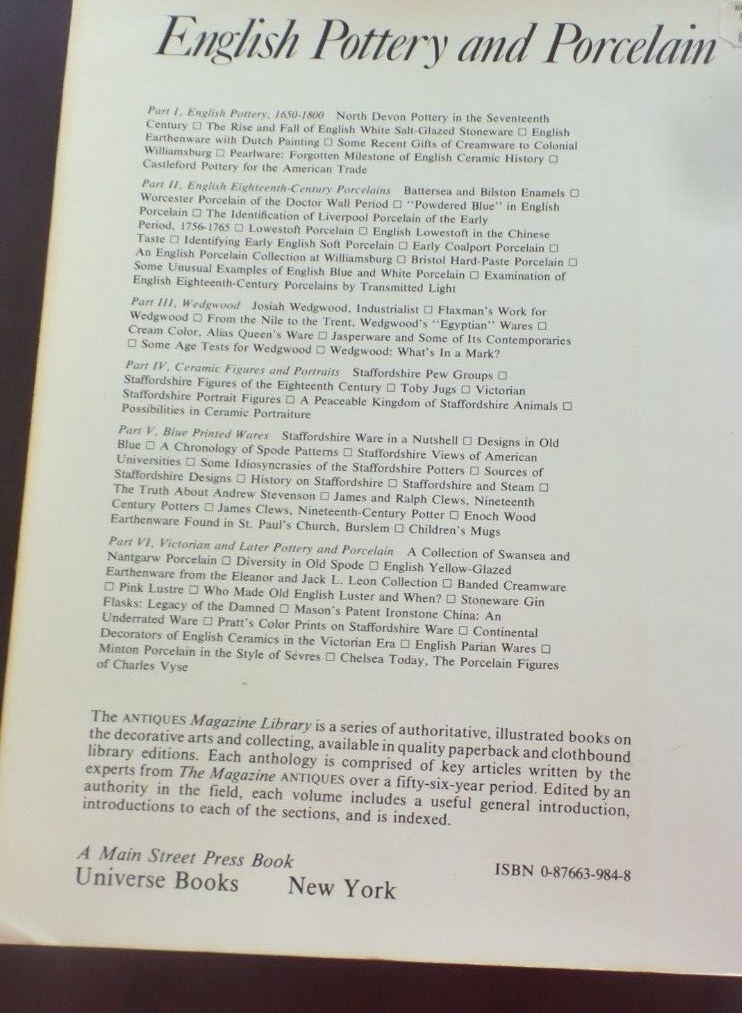 English Pottery and Porcelain
Part I, English Pottery, 1650-1800 North Devon Pottery in the Seventeenth
Century □ The Rise and Fall of English White Salt-Glazed Stoneware □ English
Earthenware with Dutch Painting □ Some Recent Gifts of Creamware to Colonial
Williamsburg □ Pearlware: Forgotten Milestone of English Ceramic History □
Castleford Pottery for the American Trade
Part II, English Eighteenth-Century Porcelains Battersea and Bilston Enamels □
Worcester Porcelain of the Doctor Wall Period □ "Powdered Blue" in English
Porcelain □ The Identification of Liverpool Porcelain of the Early
Period, 1756-1765 □ Lowestoft Porcelain □ English Lowestoft in the Chinese
Taste □ Identifying Early English Soft Porcelain □ Early Coalport Porcelain □
An English Porcelain Collection at Williamsburg □ Bristol Hard-Paste Porcelain □
Some Unusual Examples of English Blue and White Porcelain □ Examination of
English Eighteenth-Century Porcelains by Transmitted Light
Part III, Wedgwood Josiah Wedgwood, Industrialist □ Flaxman's Work for
Wedgwood □ From the Nile to the Trent, Wedgwood's "Egyptian" Wares □
Cream Color, Alias Queen's Ware □ Jasperware and Some of Its Contemporaries
□ Some Age Tests for Wedgwood □ Wedgwood: What's In a Mark?
Part IV, Ceramic Figures and Portraits Staffordshire Pew Groups □
Staffordshire Figures of the Eighteenth Century □ Toby Jugs □ Victorian
Staffordshire Portrait Figures □ A Peaceable Kingdom of Staffordshire Animals □
Possibilities in Ceramic Portraiture
Part V, Blue Printed Wares Staffordshire Ware in a Nutshell □ Designs in Old
Blue □ A Chronology of Spode Patterns □ Staffordshire Views of American
Universities □ Some Idiosyncrasies of the Staffordshire Potters □ Sources of
Staffordshire Designs □ History on Staffordshire □ Staffordshire and Steam □
The Truth About Andrew Stevenson □ James and Ralph Clews, Nineteenth
Century Potters □ James Clews, Nineteenth-Century Potter □ Enoch Wood
Earthenware Found in St. Paul's Church, Burslem □ Children's Mugs
Part VI, Victorian and Later Pottery and Porcelain A Collection of Swansea and
Nantgarw Porcelain □ Diversity in Old Spode □ English Yellow-Glazed
Earthenware from the Eleanor and Jack L. Leon Collection □ Banded Creamware
□ Pink Lustre □ Who Made Old English Luster and When? □ Stoneware Gin
Flasks: Legacy of the Damned □ Mason's Patent Ironstone China: An
Underrated Ware □ Pratt's Color Prints on Staffordshire Ware □ Continental
Decorators of English Ceramics in the Victorian Era □ English Parian Wares □
Minton Porcelain in the Style of Sèvres □ Chelsea Today, The Porcelain Figures
of Charles Vyse
The ANTIQUES Magazine Library is a series of authoritative, illustrated books on
the decorative arts and collecting, available in quality paperback and clothbound
library editions. Each anthology is comprised of key articles written by the
experts from The Magazine ANTIQUES over a fifty-six-year period. Edited by an
authority in the field, each volume includes a useful general introduction,
introductions to each of the sections, and is indexed.
A Main Street Press Book
Universe Books New York
ISBN 0-87663-984-8